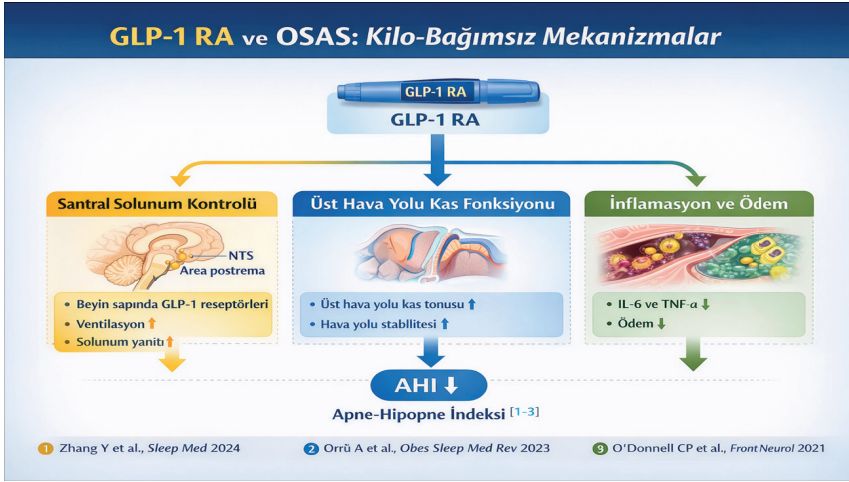 GLP-1 RA ve OSAS: Kilo-Bağımsız Mekanizmalar
GLP-1 RA
GLP-1 RA
Santral Solunum Kontrolü
NTS
Area postrema
• Beyin sapında GLP-1 reseptörleri
• Ventilasyon ⬆
• Solunum yanıtı ⬆
Üst Hava Yolu Kas Fonksiyonu
• Üst hava yolu kas tonusu ⬆
• Hava yolu stabllitesi ⬆
İnflamasyon ve Ödem
• IL-6 ve TNF-α ⬇
• Ödem ⬇
AHI ⬇
Apne-Hipopne İndeksi [1-3]
1 Zhang Y et al., Sleep Med 2024
2 Orrŭ A et al., Obes Sleep Med Rev 2023
9 O'Donnell CP et al., Front Neurol 2021